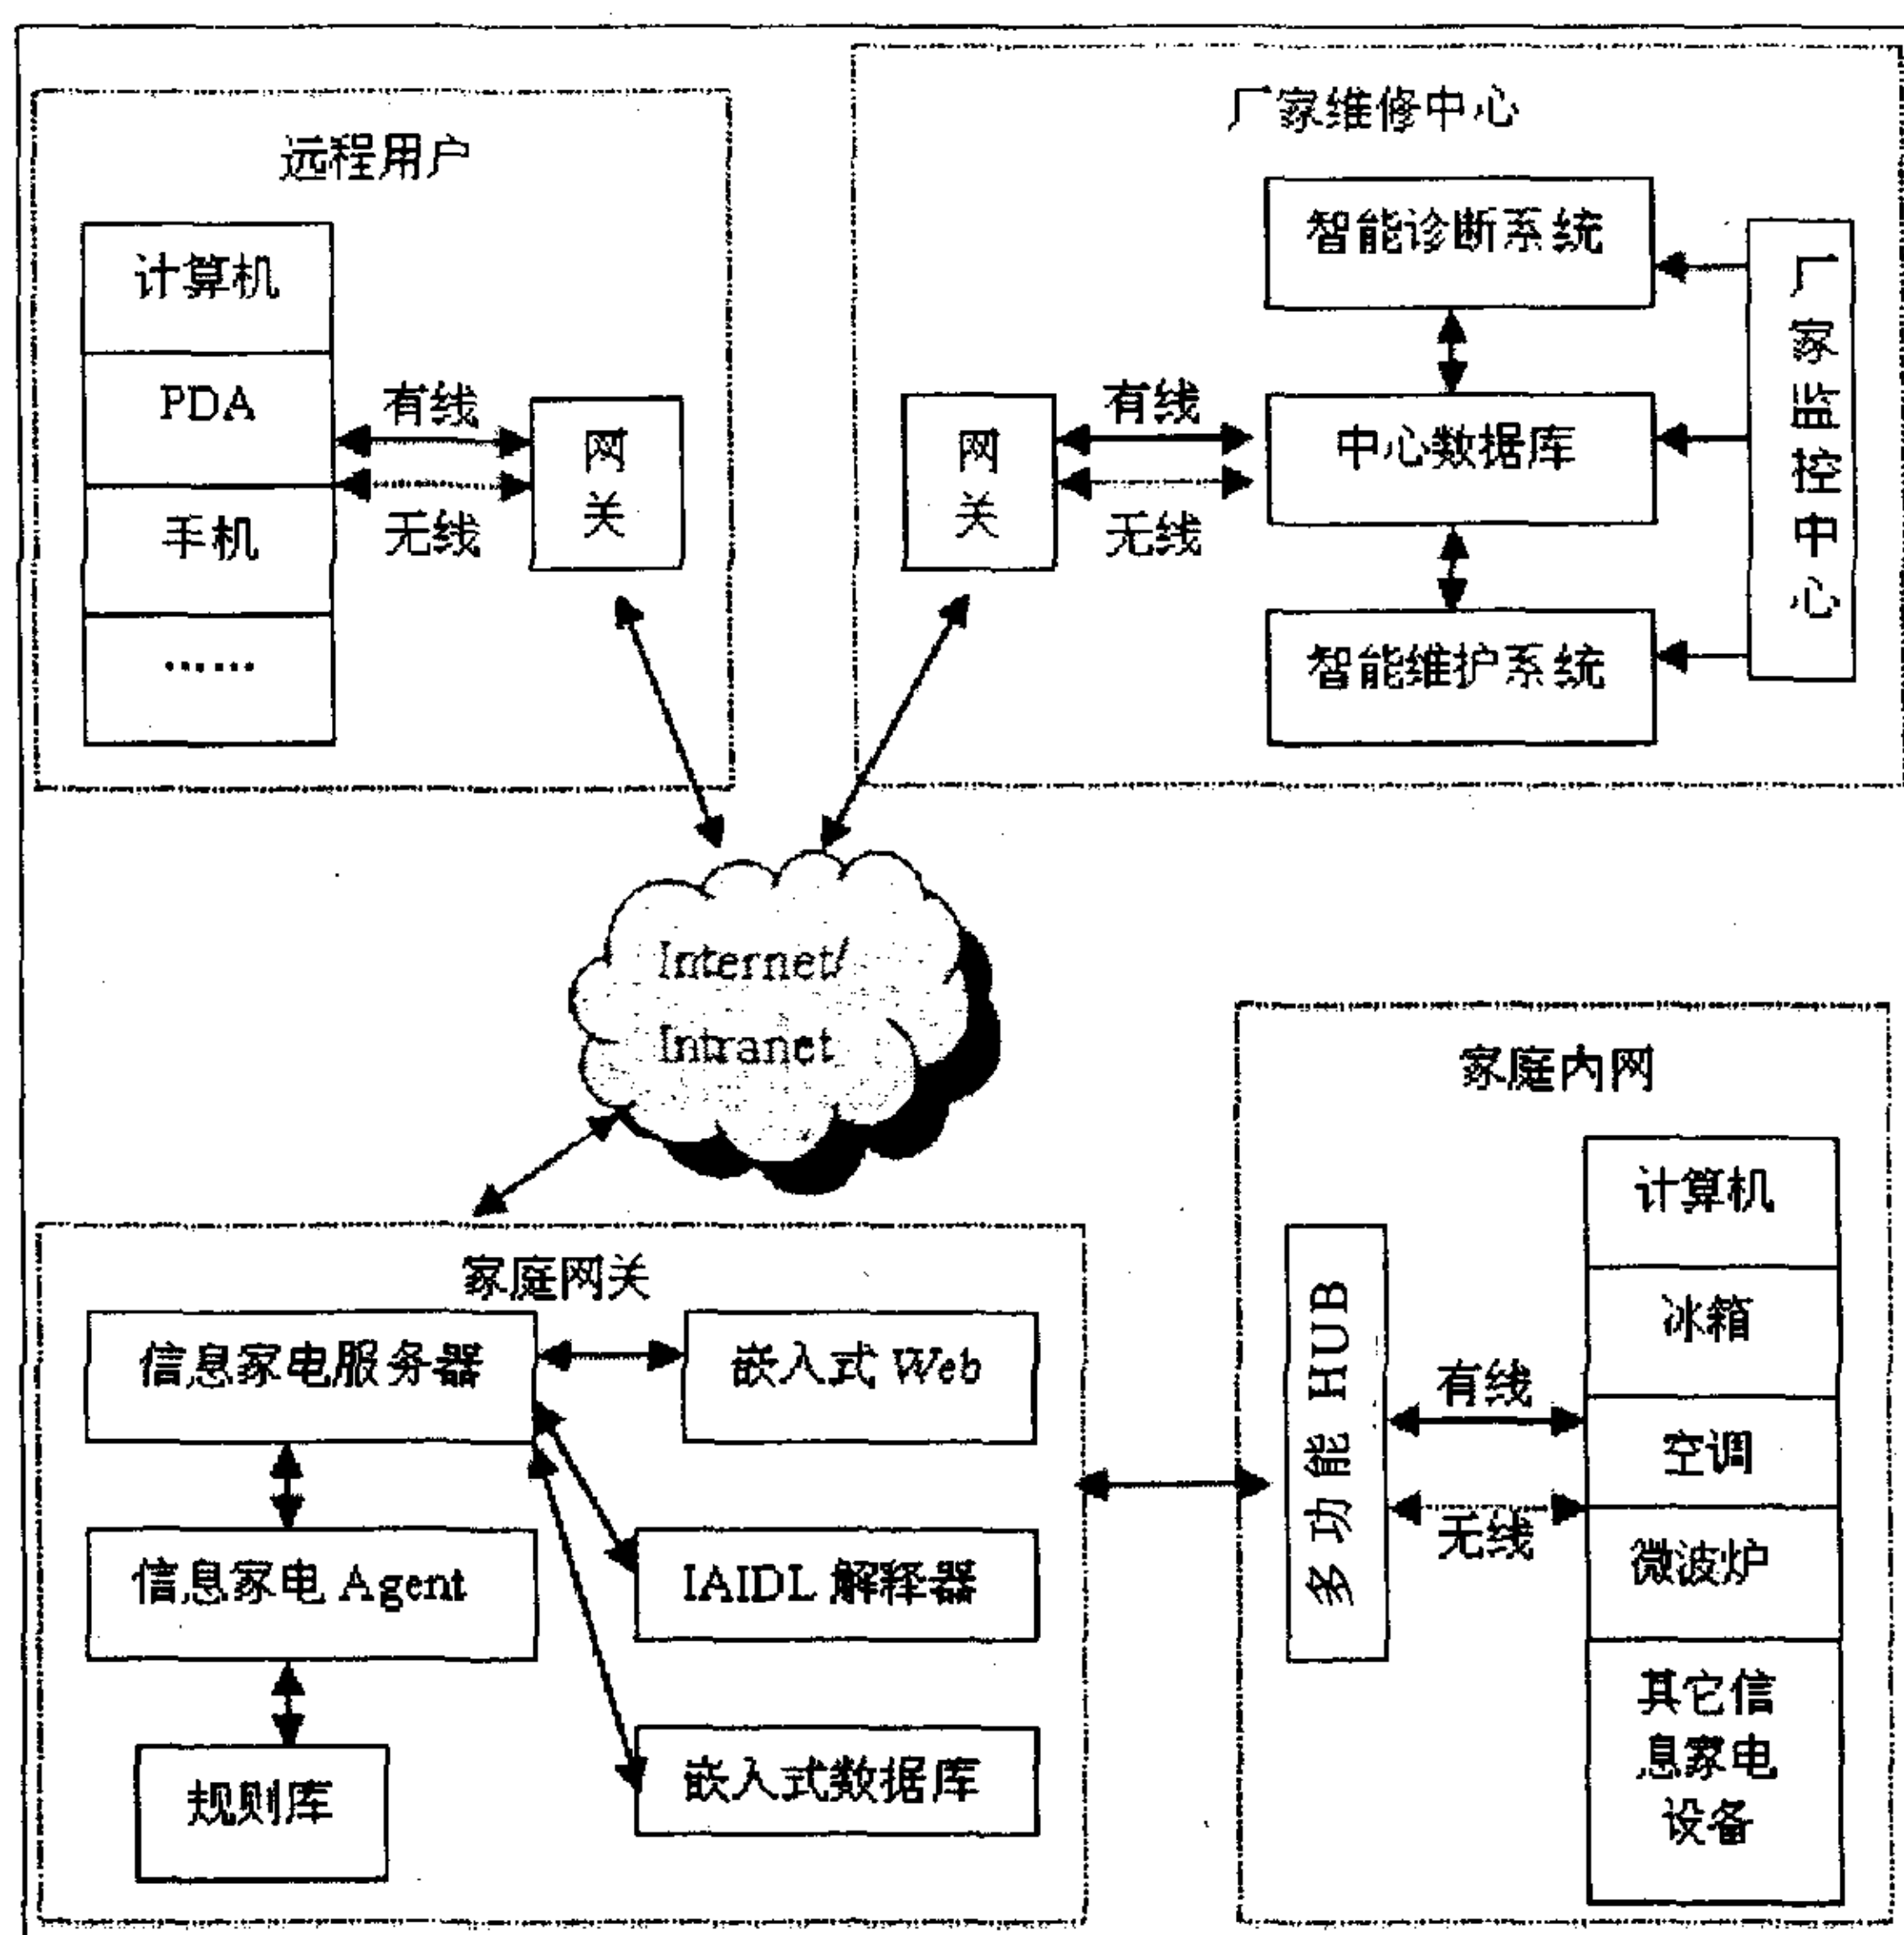 远程用户
计算机
PDA
手机
……
有线
无线
网关
厂家维修中心
网关
有线
无线
智能诊断系统
中心数据库
智能维护系统
厂家监控中心
Internet/
Intranet
家庭网关
信息家电服务器
嵌入式 Web
信息家电 Agent
IAIDL 解释器
规则库
嵌入式数据库
家庭内网
多功能 HUB
有线
无线
计算机
冰箱
空调
微波炉
其它信
息家电
设备